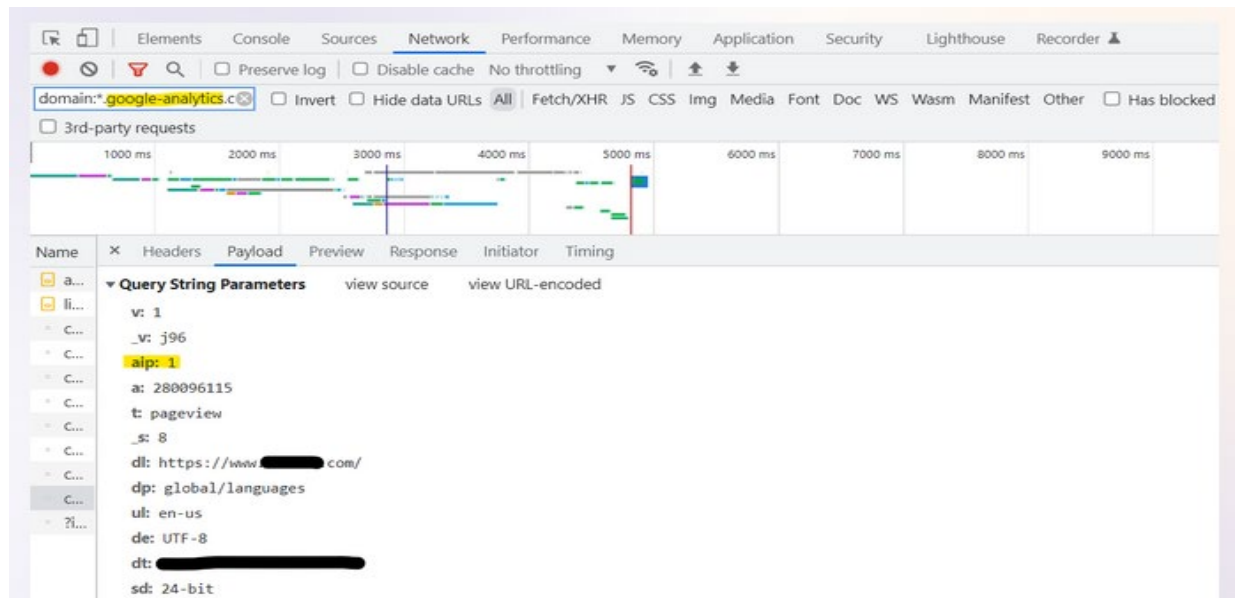 Elements Console Sources Network Performance Memory Application Security Lighthouse Recorder
Preserve log Disable cache No throttling
domain:*.google-analytics.c Invert Hide data URLs All Fetch/XHR JS CSS Img Media Font Doc WS Wasm Manifest Other Has blocked
3rd-party requests
1000 ms 2000 ms 3000 ms 4000 ms 5000 ms 6000 ms 7000 ms 8000 ms 9000 ms
Name × Headers Payload Preview Response Initiator Timing
a... ▾ Query String Parameters view source view URL-encoded
li... v: 1
c... _v: j96
c... aip: 1
c... a: 280096115
c... t: pageview
c... _s: 8
c... dl: https://www. com/
c... dp: global/languages
c... ul: en-us
?i... de: UTF-8
dt:
sd: 24-bit